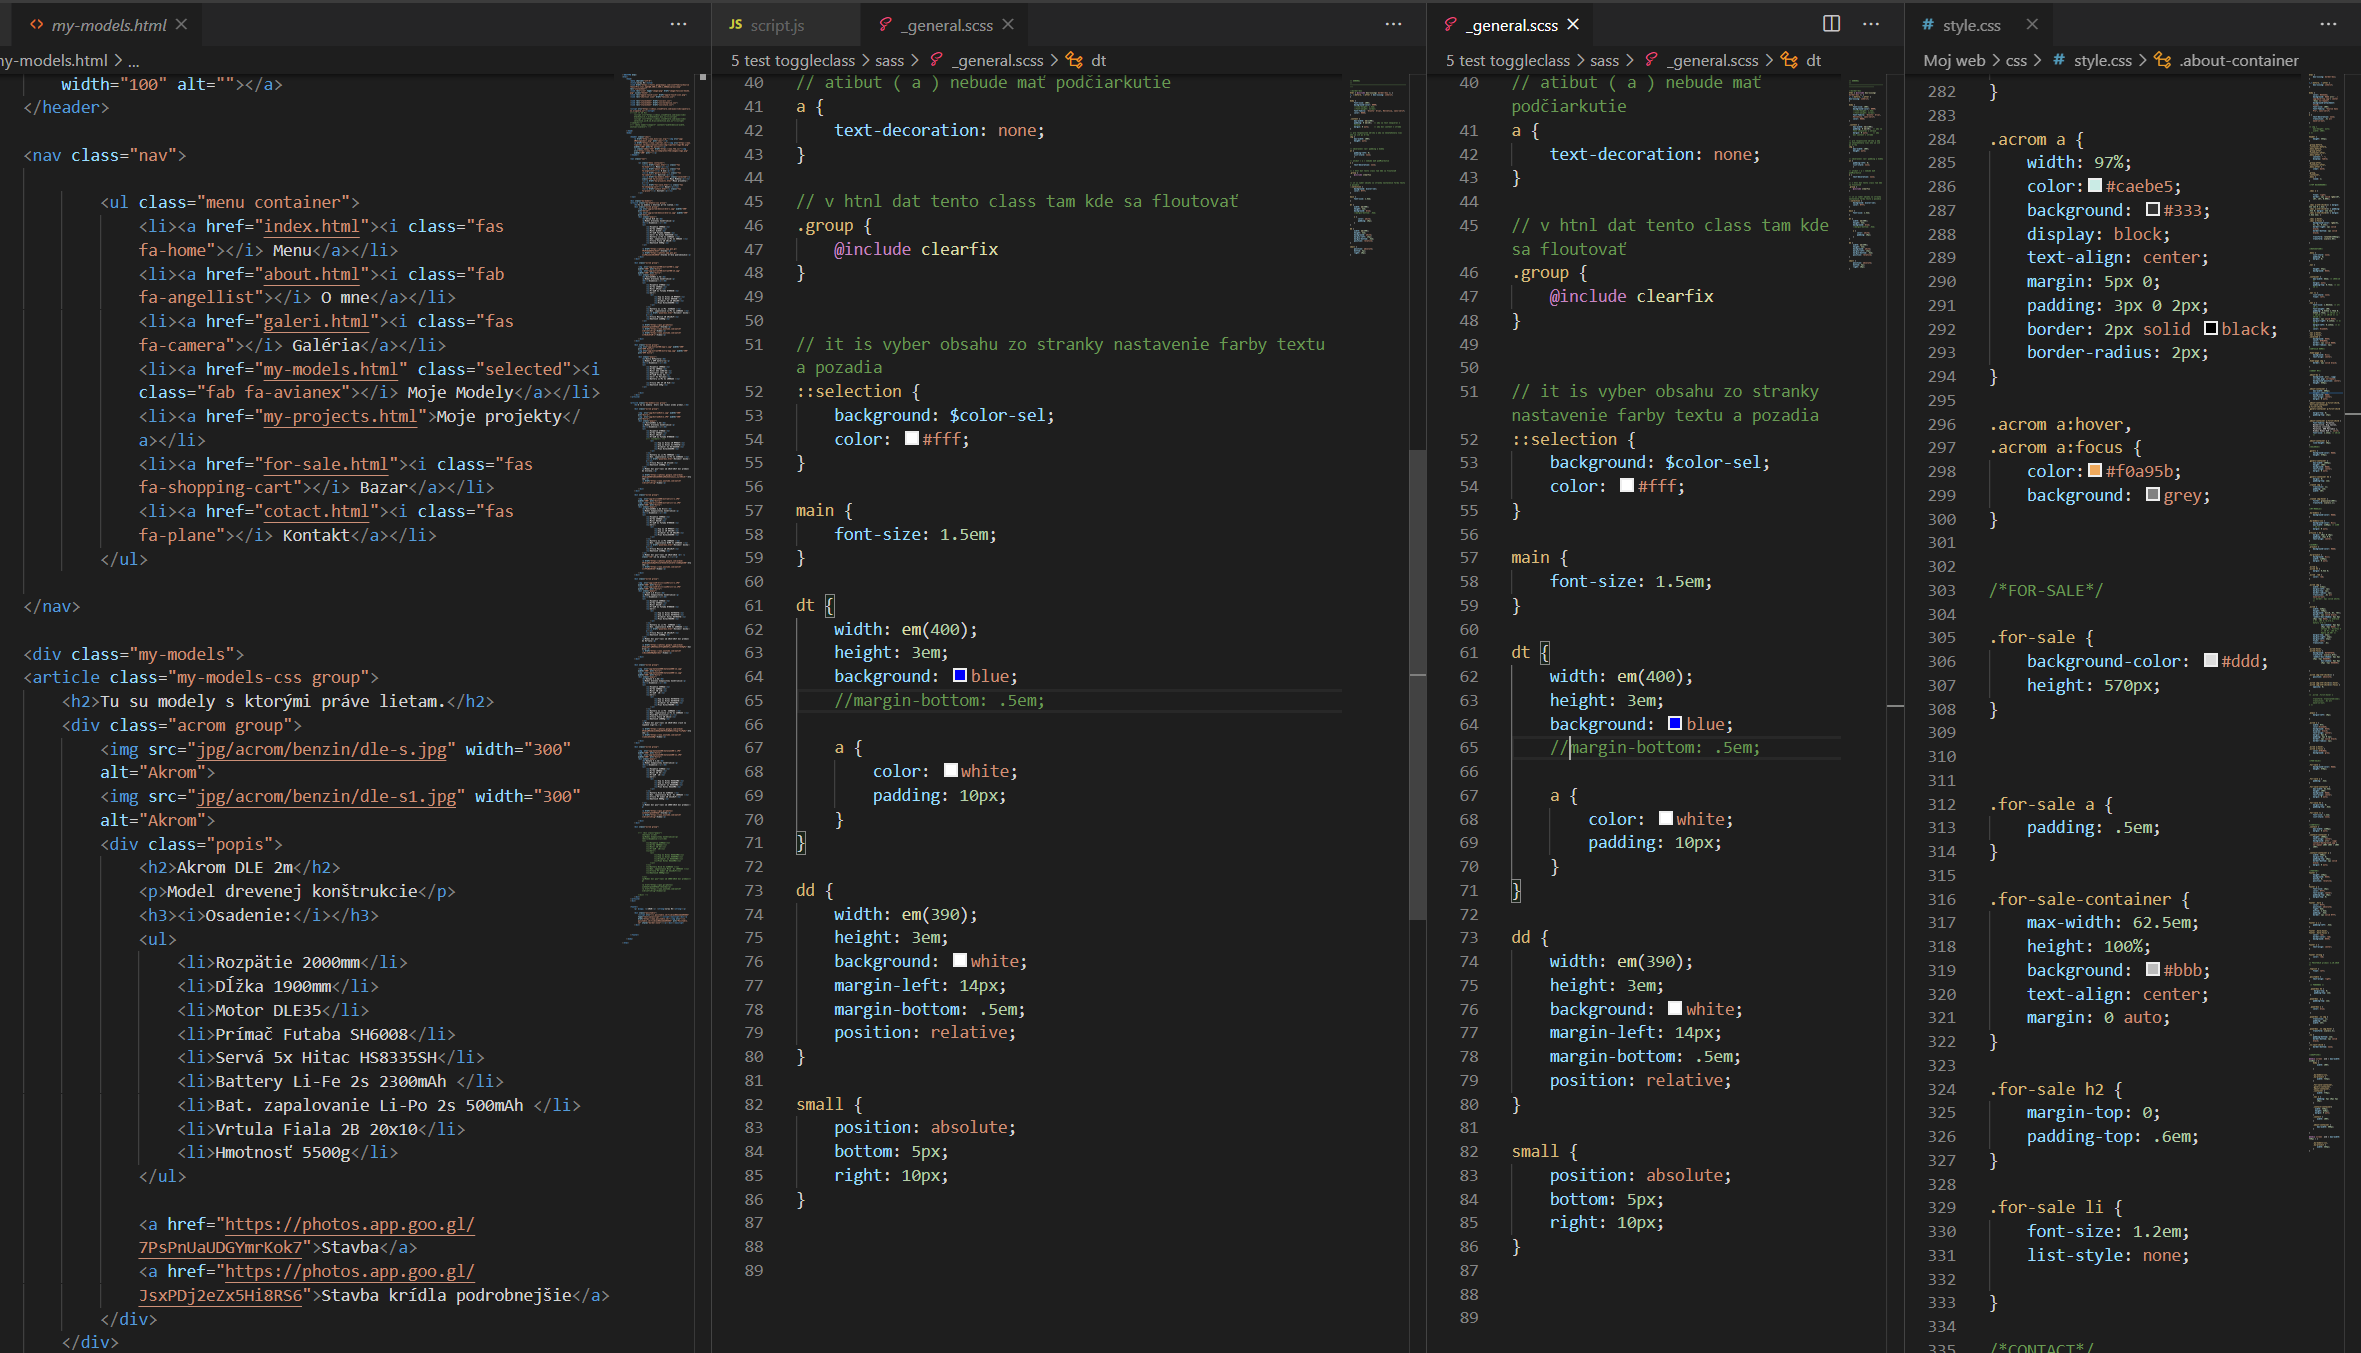 my-models.html
my-models.html > ...
width="100" alt=""></a>
</header>
<nav class="nav">
<ul class="menu container">
<li><a href="index.html"><i class="fas
fa-home"></i> Menu</a></li>
<li><a href="about.html"><i class="fab
fa-angellist"></i> O mne</a></li>
<li><a href="galeri.html"><i class="fas
fa-camera"></i> Galéria</a></li>
<li><a href="my-models.html" class="selected"><i
class="fab fa-avianex"></i> Moje Modely</a></li>
<li><a href="my-projects.html">Moje projekty</
a></li>
<li><a href="for-sale.html"><i class="fas
fa-shopping-cart"></i> Bazar</a></li>
<li><a href="cotact.html"><i class="fas
fa-plane"></i> Kontakt</a></li>
</ul>
</nav>
<div class="my-models">
<article class="my-models-css group">
<h2>Tu su modely s ktorými práve lietam.</h2>
<div class="acrom group">
<img src="jpg/acrom/benzin/dle-s.jpg" width="300"
alt="Akrom">
<img src="jpg/acrom/benzin/dle-s1.jpg" width="300"
alt="Akrom">
<div class="popis">
<h2>Akrom DLE 2m</h2>
<p>Model drevenej konštrukcie</p>
<h3><i>Osadenie:</i></h3>
<ul>
<li>Rozpätie 2000mm</li>
<li>Dĺžka 1900mm</li>
<li>Motor DLE35</li>
<li>Prímač Futaba SH6008</li>
<li>Servá 5x Hitac HS8335SH</li>
<li>Battery Li-Fe 2s 2300mAh </li>
<li>Bat. zapalovanie Li-Po 2s 500mAh </li>
<li>Vrtula Fiala 2B 20x10</li>
<li>Hmotnosť 5500g</li>
</ul>
<a href="https://photos.app.goo.gl/
7PsPnUaUDGYmrKok7">Stavba</a>
<a href="https://photos.app.goo.gl/
JsxPDj2eZx5Hi8RS6">Stavba krídla podrobnejšie</a>
</div>
</div>
JS script.js
_general.scss
5 test toggleclass > sass > _general.scss > dt
40 // atibut ( a ) nebude mať podčiarkutie
41 a {
42 text-decoration: none;
43 }
44
45 // v htnl dat tento class tam kde sa floutovať
46 .group {
47 @include clearfix
48 }
49
50
51 // it is vyber obsahu zo stranky nastavenie farby textu
a pozadia
52 ::selection {
53 background: $color-sel;
54 color: #fff;
55 }
56
57 main {
58 font-size: 1.5em;
59 }
60
61 dt {
62 width: em(400);
63 height: 3em;
64 background: blue;
65 //margin-bottom: .5em;
66
67 a {
68 color: white;
69 padding: 10px;
70 }
71 }
72
73 dd {
74 width: em(390);
75 height: 3em;
76 background: white;
77 margin-left: 14px;
78 margin-bottom: .5em;
79 position: relative;
80 }
81
82 small {
83 position: absolute;
84 bottom: 5px;
85 right: 10px;
86 }
87
88
89
_general.scss
5 test toggleclass > sass > _general.scss > dt
40 // atibut ( a ) nebude mať
podčiarkutie
41 a {
42 text-decoration: none;
43 }
44
45 // v htnl dat tento class tam kde
sa floutovať
46 .group {
47 @include clearfix
48 }
49
50
51 // it is vyber obsahu zo stranky
nastavenie farby textu a pozadia
52 ::selection {
53 background: $color-sel;
54 color: #fff;
55 }
56
57 main {
58 font-size: 1.5em;
59 }
60
61 dt {
62 width: em(400);
63 height: 3em;
64 background: blue;
65 //margin-bottom: .5em;
66
67 a {
68 color: white;
69 padding: 10px;
70 }
71 }
72
73 dd {
74 width: em(390);
75 height: 3em;
76 background: white;
77 margin-left: 14px;
78 margin-bottom: .5em;
79 position: relative;
80 }
81
82 small {
83 position: absolute;
84 bottom: 5px;
85 right: 10px;
86 }
87
88
89
# style.css
Moj web > css > # style.css > .about-container
282 }
283
284 .acrom a {
285 width: 97%;
286 color: #caebe5;
287 background: #333;
288 display: block;
289 text-align: center;
290 margin: 5px 0;
291 padding: 3px 0 2px;
292 border: 2px solid black;
293 border-radius: 2px;
294 }
295
296 .acrom a:hover,
297 .acrom a:focus {
298 color: #f0a95b;
299 background: grey;
300 }
301
302
303 /*FOR-SALE*/
304
305 .for-sale {
306 background-color: #ddd;
307 height: 570px;
308 }
309
310
311
312 .for-sale a {
313 padding: .5em;
314 }
315
316 .for-sale-container {
317 max-width: 62.5em;
318 height: 100%;
319 background: #bbb;
320 text-align: center;
321 margin: 0 auto;
322 }
323
324 .for-sale h2 {
325 margin-top: 0;
326 padding-top: .6em;
327 }
328
329 .for-sale li {
330 font-size: 1.2em;
331 list-style: none;
332
333 }
334
335 /*CONTACT*/